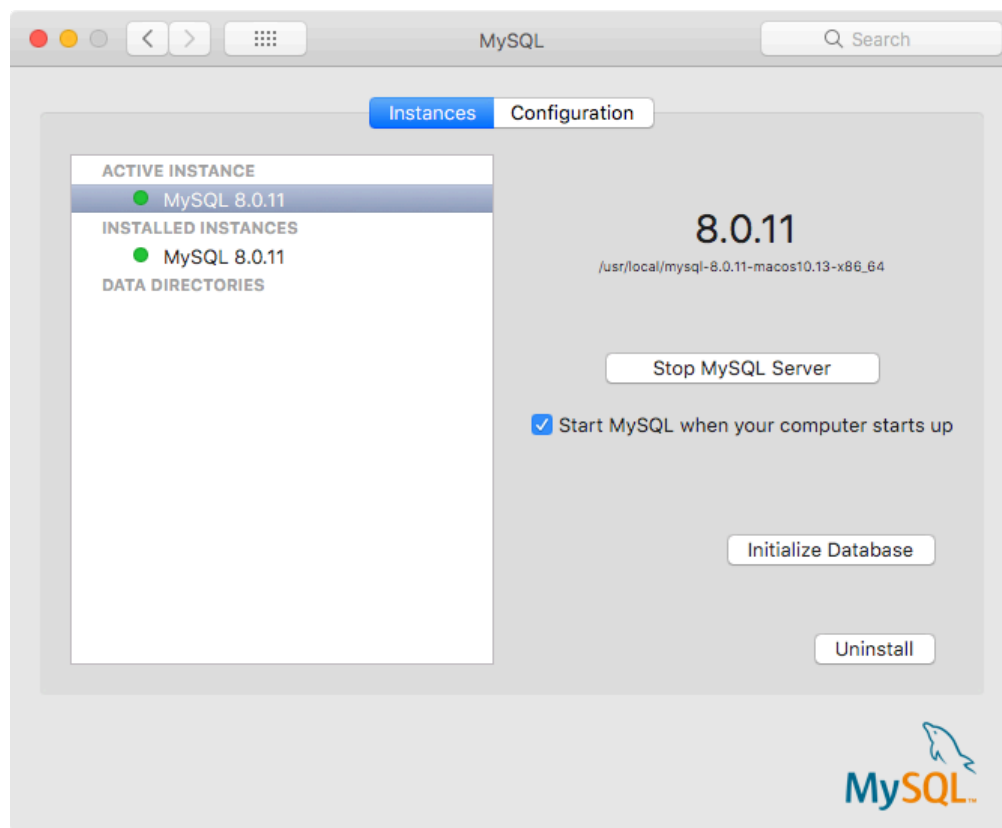 MySQL
Search
Instances
Configuration
ACTIVE INSTANCE
MySQL 8.0.11
INSTALLED INSTANCES
MySQL 8.0.11
DATA DIRECTORIES
8.0.11
/usr/local/mysql-8.0.11-macos10.13-x86_64
Stop MySQL Server
Start MySQL when your computer starts up
Initialize Database
Uninstall
MySQL™